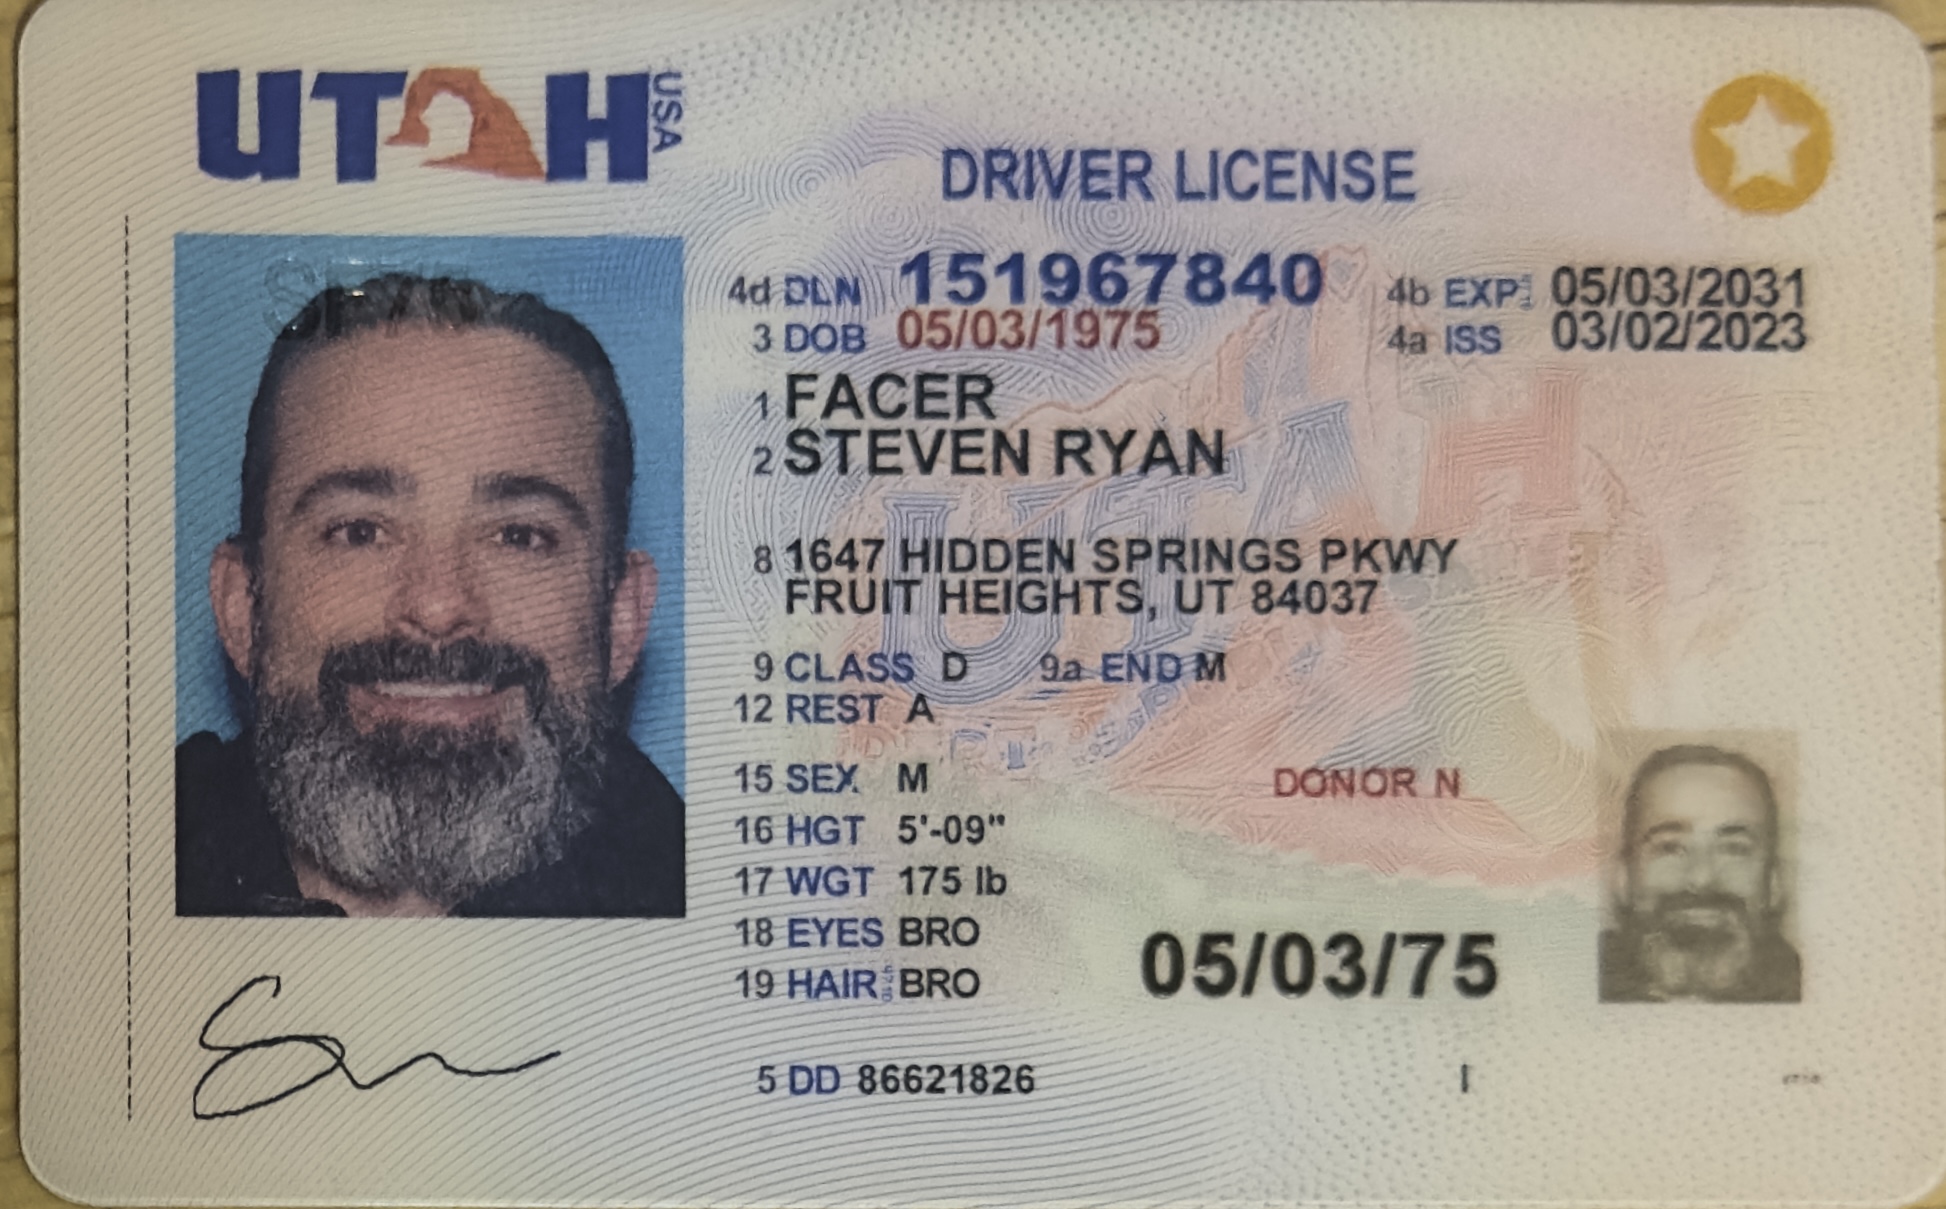 UTAH USA
DRIVER LICENSE
4d DLN 151967840 4b EXP 05/03/2031
3 DOB 05/03/1975 4a ISS 03/02/2023
1 FACER
2 STEVEN RYAN
8 1647 HIDDEN SPRINGS PKWY
FRUIT HEIGHTS, UT 84037
9 CLASS D 9a END M
12 REST A
15 SEX M DONOR N
16 HGT 5'-09"
17 WGT 175 lb
18 EYES BRO
19 HAIR BRO
05/03/75
5 DD 86621826 I
UTAH